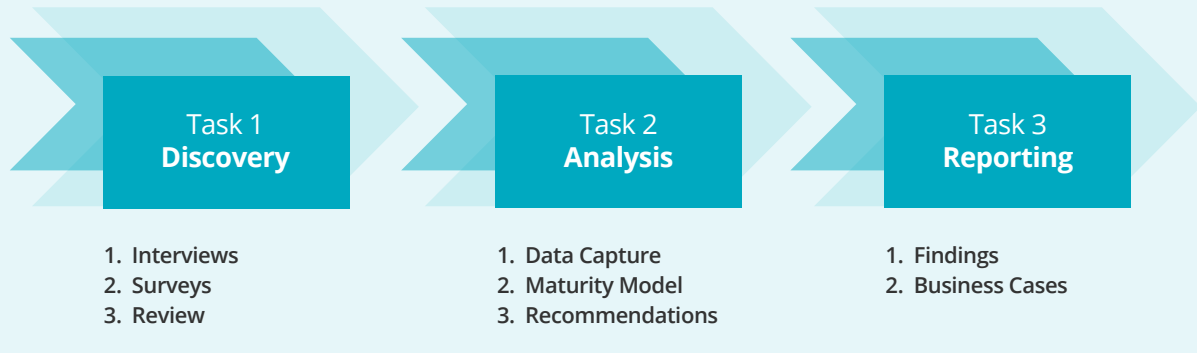 Task 1
Discovery
1. Interviews
2. Surveys
3. Review
Task 2
Analysis
1. Data Capture
2. Maturity Model
3. Recommendations
Task 3
Reporting
1. Findings
2. Business Cases